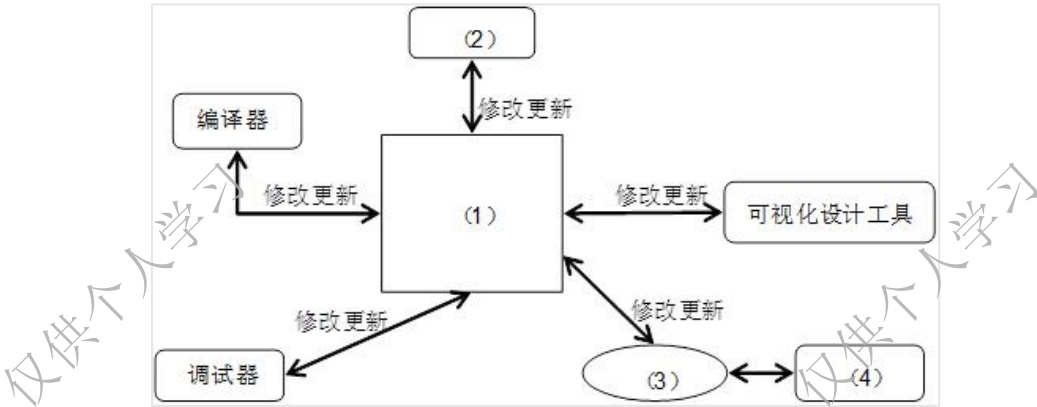 （2）
修改更新
编译器
修改更新
（1）
修改更新
可视化设计工具
修改更新
修改更新
调试器
（3）
（4）
仅供个人学习
仅供个人学习